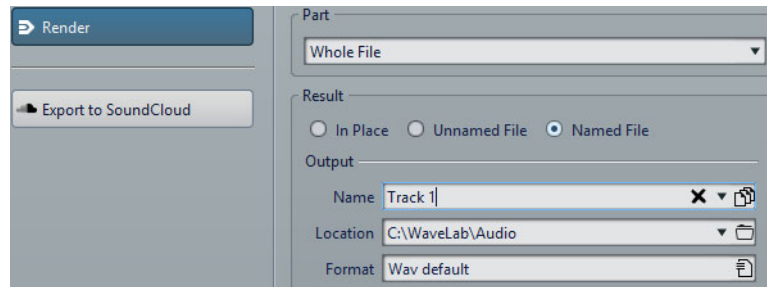 Render
Export to SoundCloud
Part
Whole File
Result
In Place Unnamed File Named File
Output
Name Track 1
Location C:\WaveLab\Audio
Format Wav default